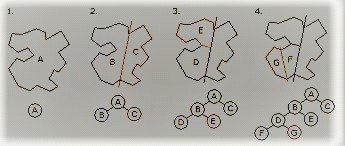 1. 2. 3. 4.
A B C E D G F
A A A A
B C B C B C
D E D E
F G